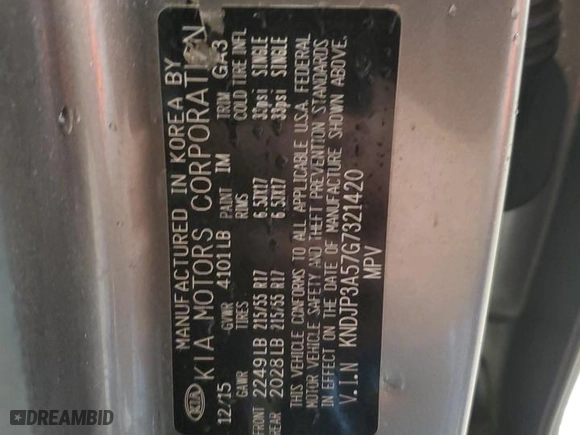 KIA
MANUFACTURED IN KOREA BY
KIA MOTORS CORPORATION
12/15 GVWR 4101LB PAINT IM TRIM GA3
GAWR TIRES RIMS COLD TIRE INFL
FRONT 2249LB 215/55 R17 6.5JX17 33psi SINGLE
REAR 2028LB 215/55 R17 6.5JX17 33psi SINGLE
THIS VEHICLE CONFORMS TO ALL APPLICABLE U.S.A. FEDERAL
MOTOR VEHICLE SAFETY AND THEFT PREVENTION STANDARDS
IN EFFECT ON THE DATE OF MANUFACTURE SHOWN ABOVE.
V.I.N KNDJP3A57G7321420
MPV
DREAMBID